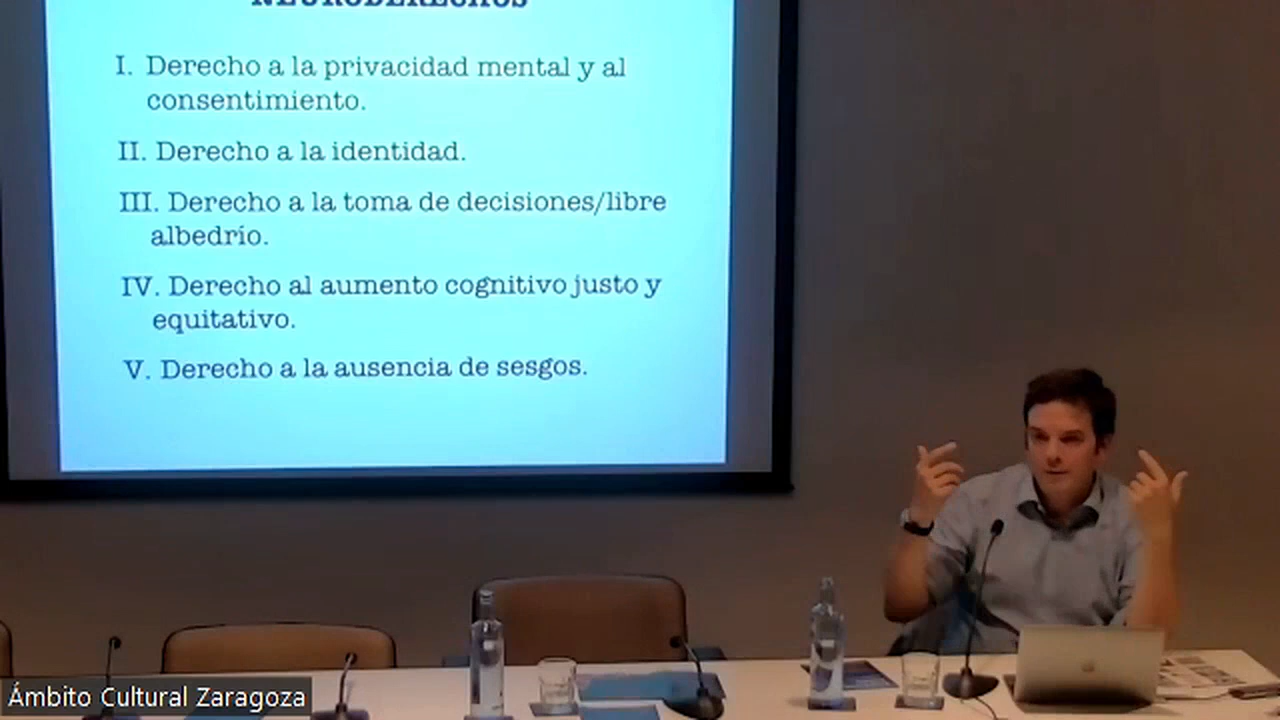 NEURODERECHOS
I. Derecho a la privacidad mental y al
consentimiento.
II. Derecho a la identidad.
III. Derecho a la toma de decisiones/libre
albedrío.
IV. Derecho al aumento cognitivo justo y
equitativo.
V. Derecho a la ausencia de sesgos.
Ámbito Cultural Zaragoza